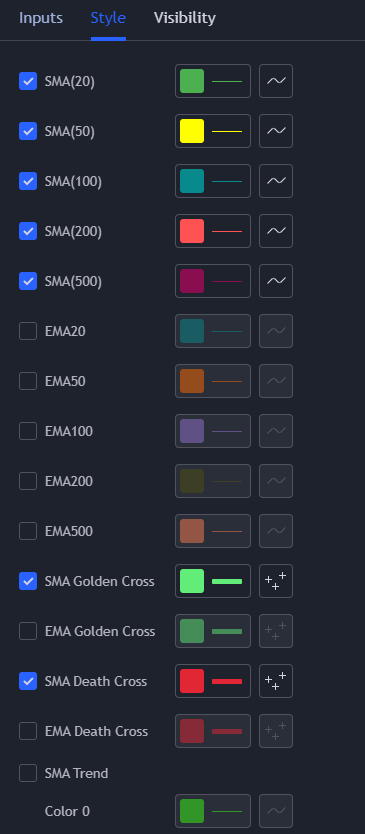 Inputs Style Visibility
SMA(20)
SMA(50)
SMA(100)
SMA(200)
SMA(500)
EMA20
EMA50
EMA100
EMA200
EMA500
SMA Golden Cross
EMA Golden Cross
SMA Death Cross
EMA Death Cross
SMA Trend
Color 0